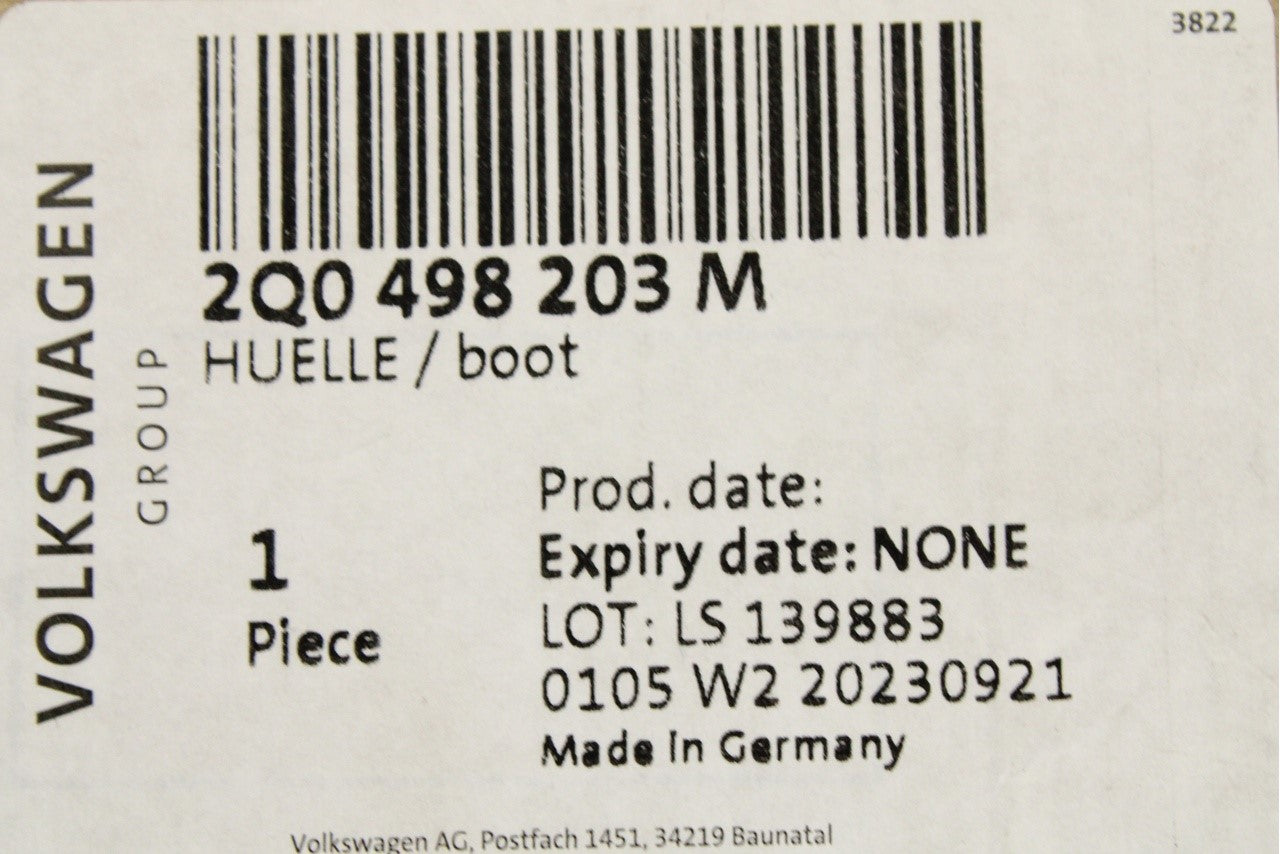 3822
VOLKSWAGEN
GROUP
2Q0 498 203 M
HUELLE / boot
1
Piece
Prod. date:
Expiry date: NONE
LOT: LS 139883
0105 W2 20230921
Made in Germany
Volkswagen AG, Postfach 1451, 34219 Baunatal